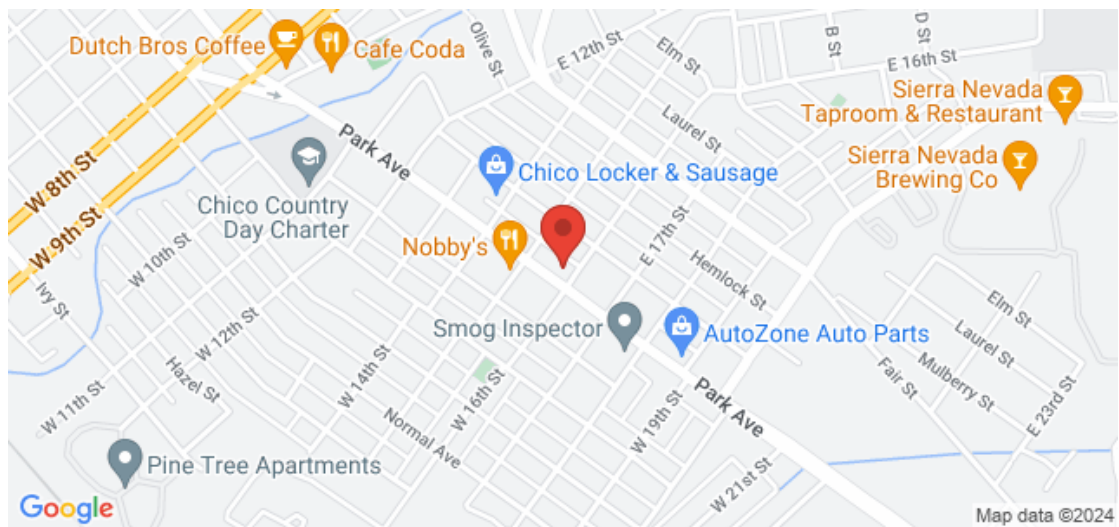 Dutch Bros Coffee
Cafe Coda
Olive St
E 12th St
Elm St
B St
D St
E 16th St
Sierra Nevada
Taproom & Restaurant
Laurel St
Park Ave
W 8th St
W 9th St
Chico Locker & Sausage
Sierra Nevada
Brewing Co
Chico Country
Day Charter
W 10th St
Nobby's
E 17th St
Hemlock St
Ivy St
W 12th St
Smog Inspector
AutoZone Auto Parts
Elm St
Laurel St
Mulberry St
Fair St
E 23rd St
Hazel St
W 14th St
W 11th St
Normal Ave
W 16th St
W 19th St
Park Ave
W 21st St
Pine Tree Apartments
Google
Map data ©2024